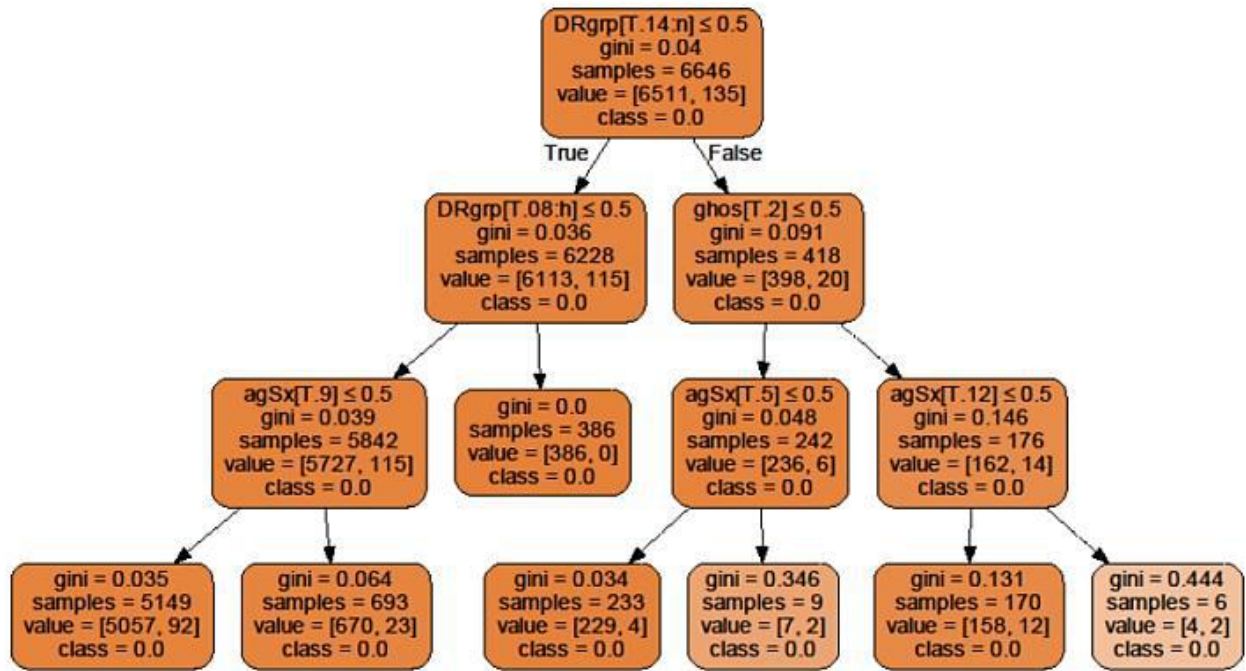 DRgrp[T.14:n] ≤ 0.5
gini = 0.04
samples = 6646
value = [6511, 135]
class = 0.0
True
False
DRgrp[T.08:h] ≤ 0.5
gini = 0.036
samples = 6228
value = [6113, 115]
class = 0.0
ghos[T.2] ≤ 0.5
gini = 0.091
samples = 418
value = [398, 20]
class = 0.0
agSx[T.9] ≤ 0.5
gini = 0.039
samples = 5842
value = [5727, 115]
class = 0.0
gini = 0.0
samples = 386
value = [386, 0]
class = 0.0
agSx[T.5] ≤ 0.5
gini = 0.048
samples = 242
value = [236, 6]
class = 0.0
agSx[T.12] ≤ 0.5
gini = 0.146
samples = 176
value = [162, 14]
class = 0.0
gini = 0.035
samples = 5149
value = [5057, 92]
class = 0.0
gini = 0.064
samples = 693
value = [670, 23]
class = 0.0
gini = 0.034
samples = 233
value = [229, 4]
class = 0.0
gini = 0.346
samples = 9
value = [7, 2]
class = 0.0
gini = 0.131
samples = 170
value = [158, 12]
class = 0.0
gini = 0.444
samples = 6
value = [4, 2]
class = 0.0